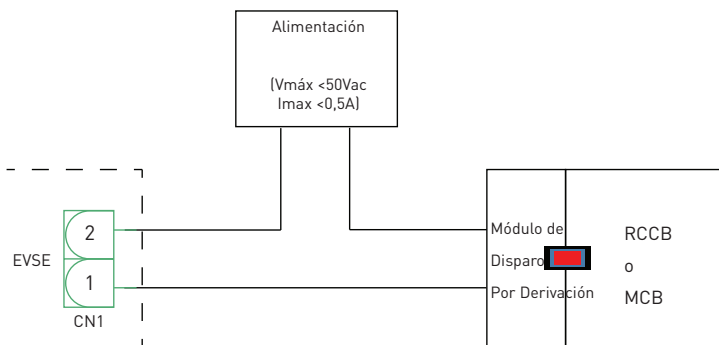 Alimentación
(Vmáx <50Vac
Imax <0,5A)
2
Módulo de
RCCB
EVSE
Disparo
o
1
Por Derivación
MCB
CN1